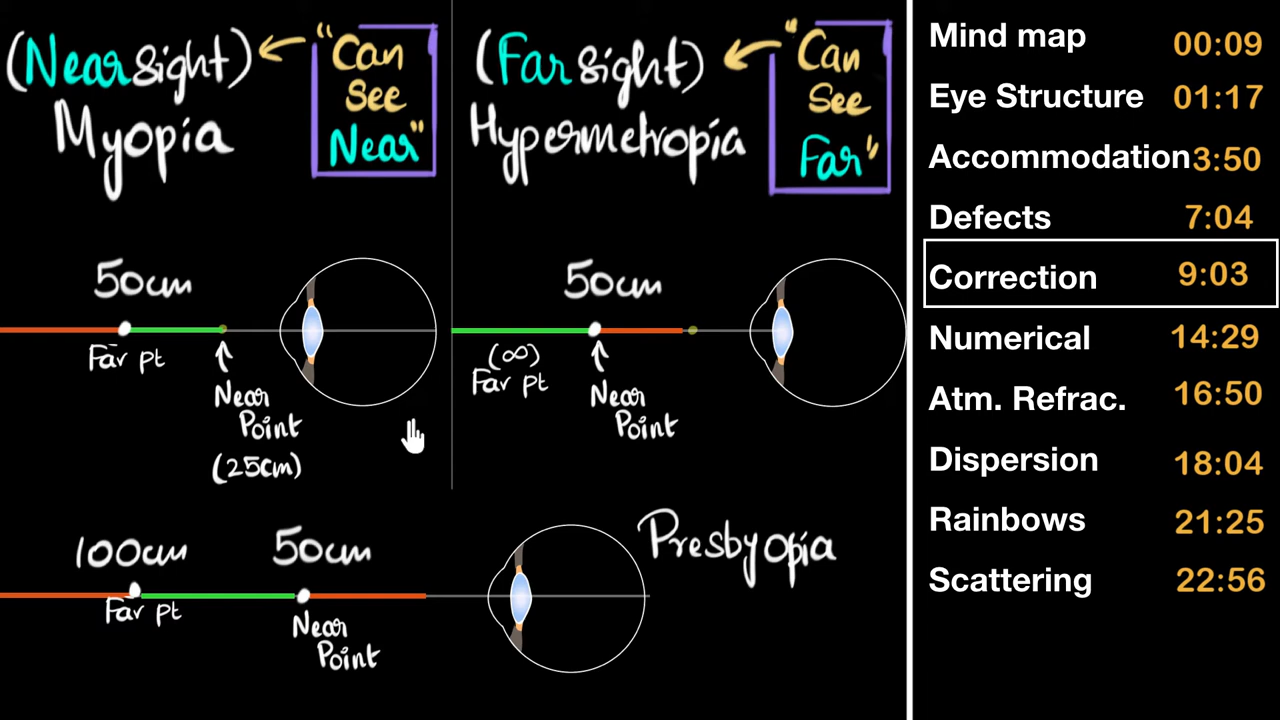 (Nearsight)
Myopia
"Can
See
Near"
50cm
Far pt
Near
Point
(25cm)
(Farsight)
Hypermetropia
"Can
See
Far"
50cm
(∞)
Far pt
Near
Point
100cm
50cm
Presbyopia
Far pt
Near
Point
Mind map 00:09
Eye Structure 01:17
Accommodation 3:50
Defects 7:04
Correction 9:03
Numerical 14:29
Atm. Refrac. 16:50
Dispersion 18:04
Rainbows 21:25
Scattering 22:56